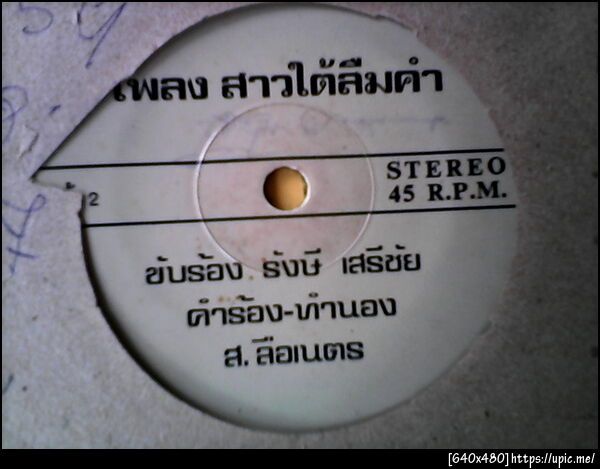 เพลง สาวใต้ลืมคำ
STEREO
45 R.P.M.
2
ขับร้อง รังษี เสรีชัย
คำร้อง-ทำนอง
ส. ลือเนตร
[640x480]https://upic.me/